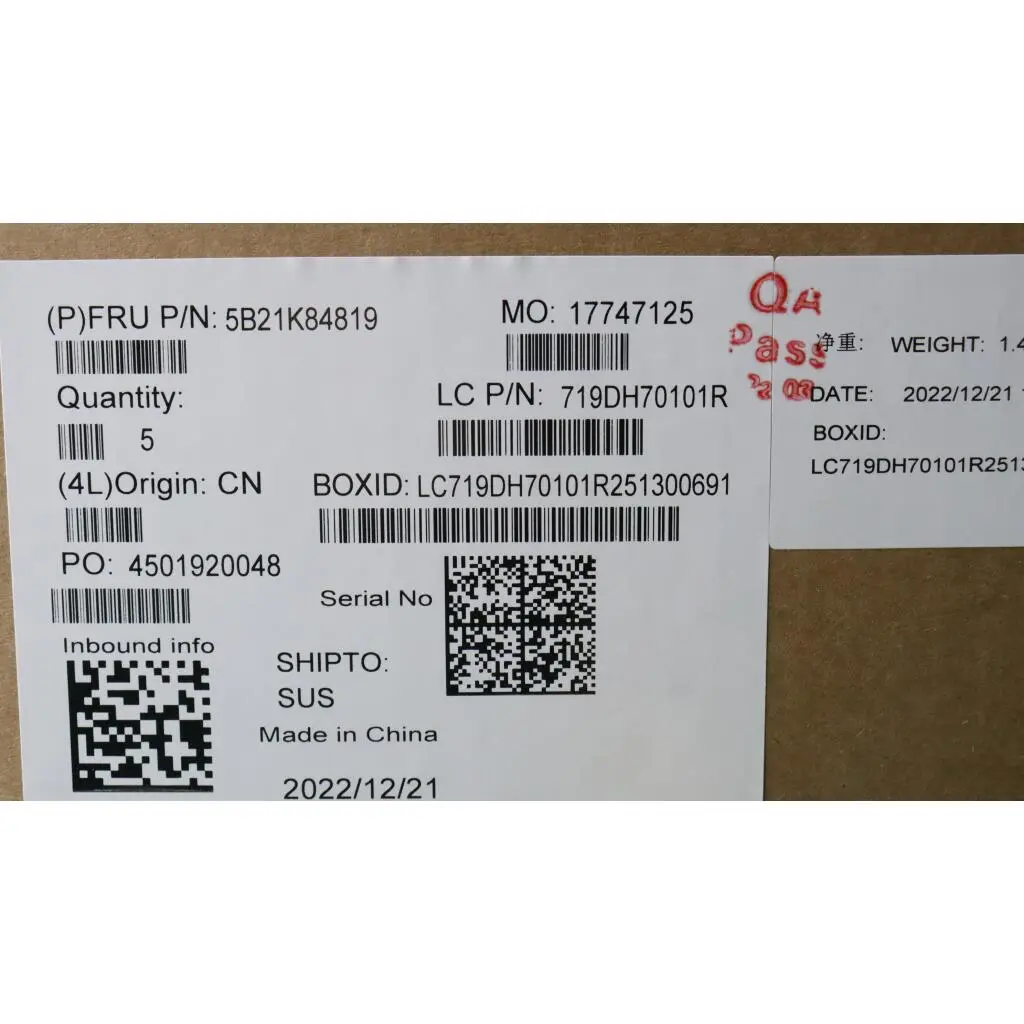 (P)FRU P/N: 5B21K84819
MO: 17747125
Quantity:
5
LC P/N: 719DH70101R
(4L)Origin: CN
BOXID: LC719DH70101R251300691
PO: 4501920048
Serial No
Inbound info
SHIPTO:
SUS
Made in China
2022/12/21
QA
Pass
净重: WEIGHT: 1.4
DATE: 2022/12/21
BOXID:
LC719DH70101R2513